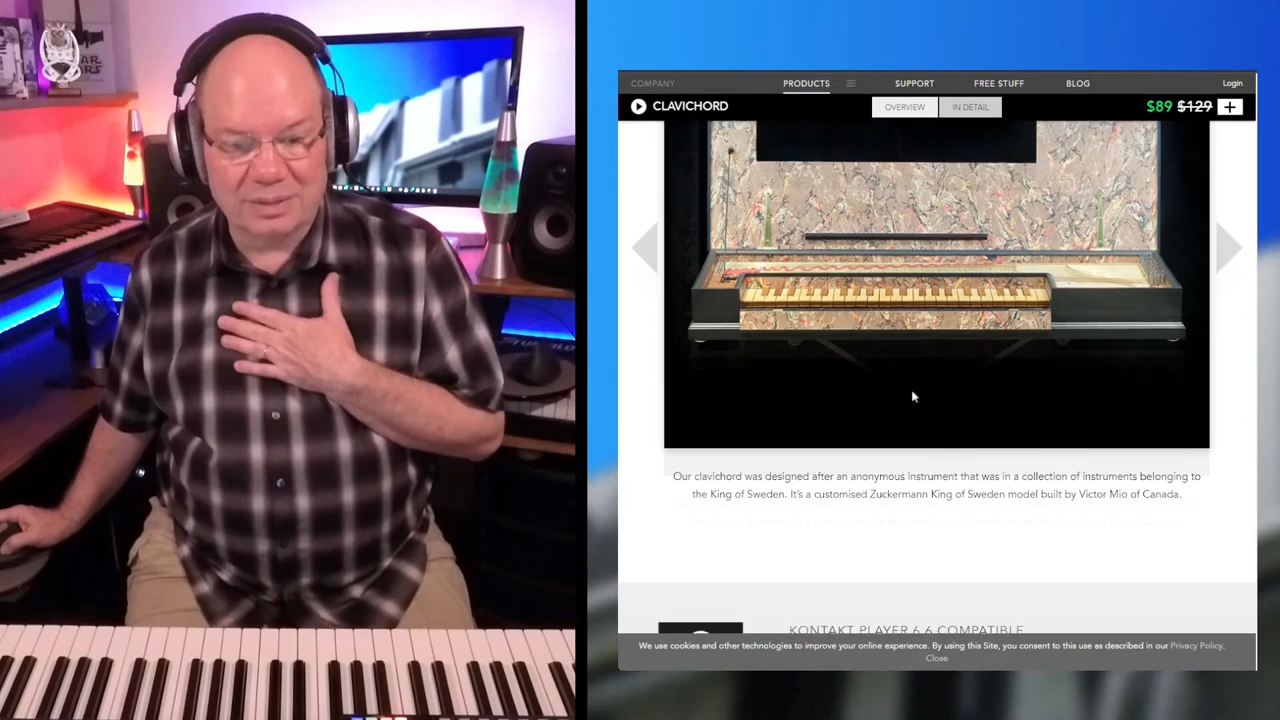 COMPANY PRODUCTS SUPPORT FREE STUFF BLOG Login
CLAVICHORD OVERVIEW IN DETAIL $89 $129 +
Our clavichord was designed after an anonymous instrument that was in a collection of instruments belonging to
the King of Sweden. It's a customised Zuckermann King of Sweden model built by Victor Mio of Canada.
KONTAKT PLAYER 6.6 COMPATIBLE
We use cookies and other technologies to improve your online experience. By using this Site, you consent to this use as described in our Privacy Policy.
Close